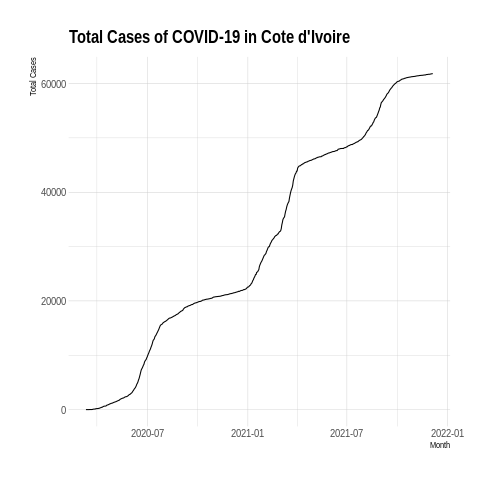 Total Cases of COVID-19 in Cote d'Ivoire
Total Cases
60000
40000
20000
0
2020-07 2021-01 2021-07 2022-01
Month